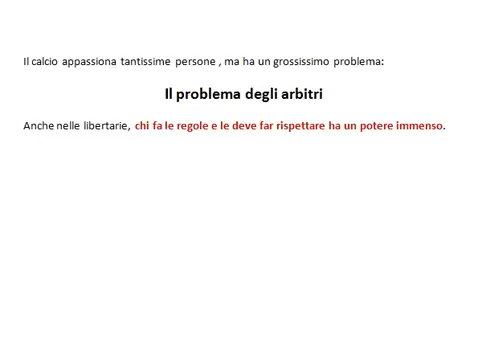 Il calcio appassiona tantissime persone , ma ha un grossissimo problema:
Il problema degli arbitri
Anche nelle libertarie, chi fa le regole e le deve far rispettare ha un potere immenso.